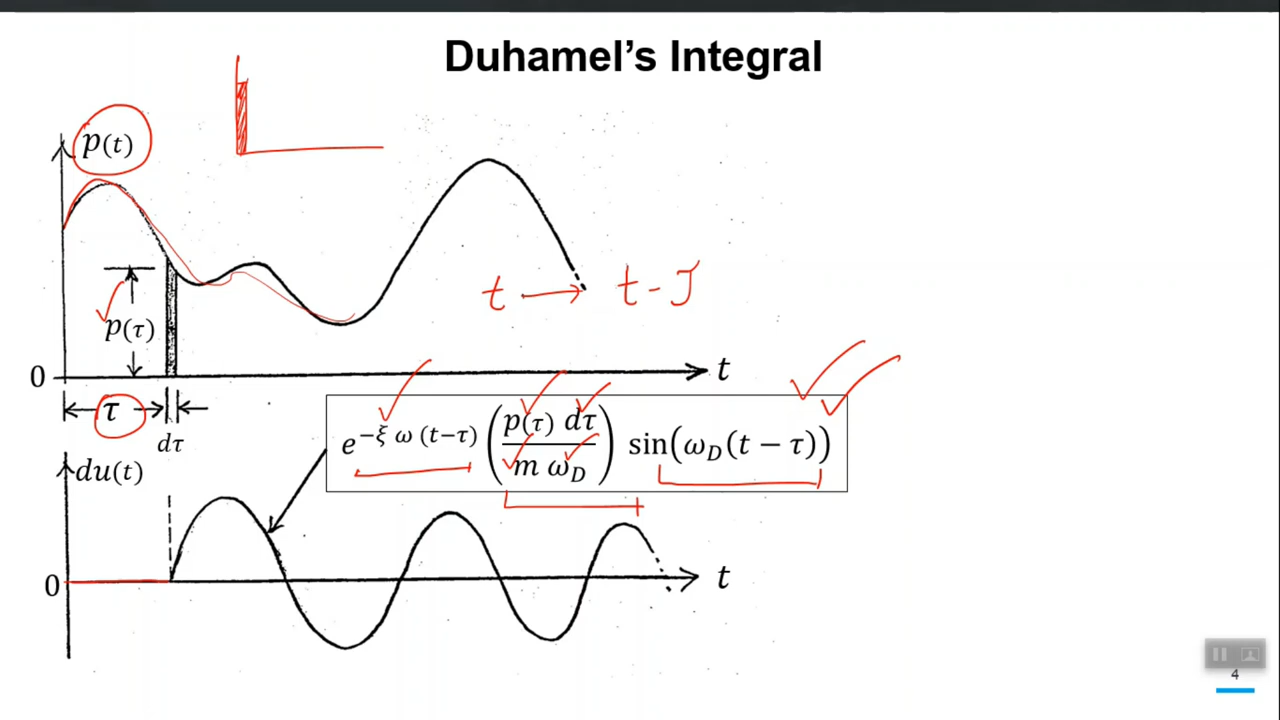 Duhamel's Integral
p(t)
t → t - τ
p(τ)
0
t
τ
dτ
e^{-ξ ω (t-τ)} (p(τ) dτ / m ω_D) sin(ω_D(t - τ))
du(t)
0
t
4